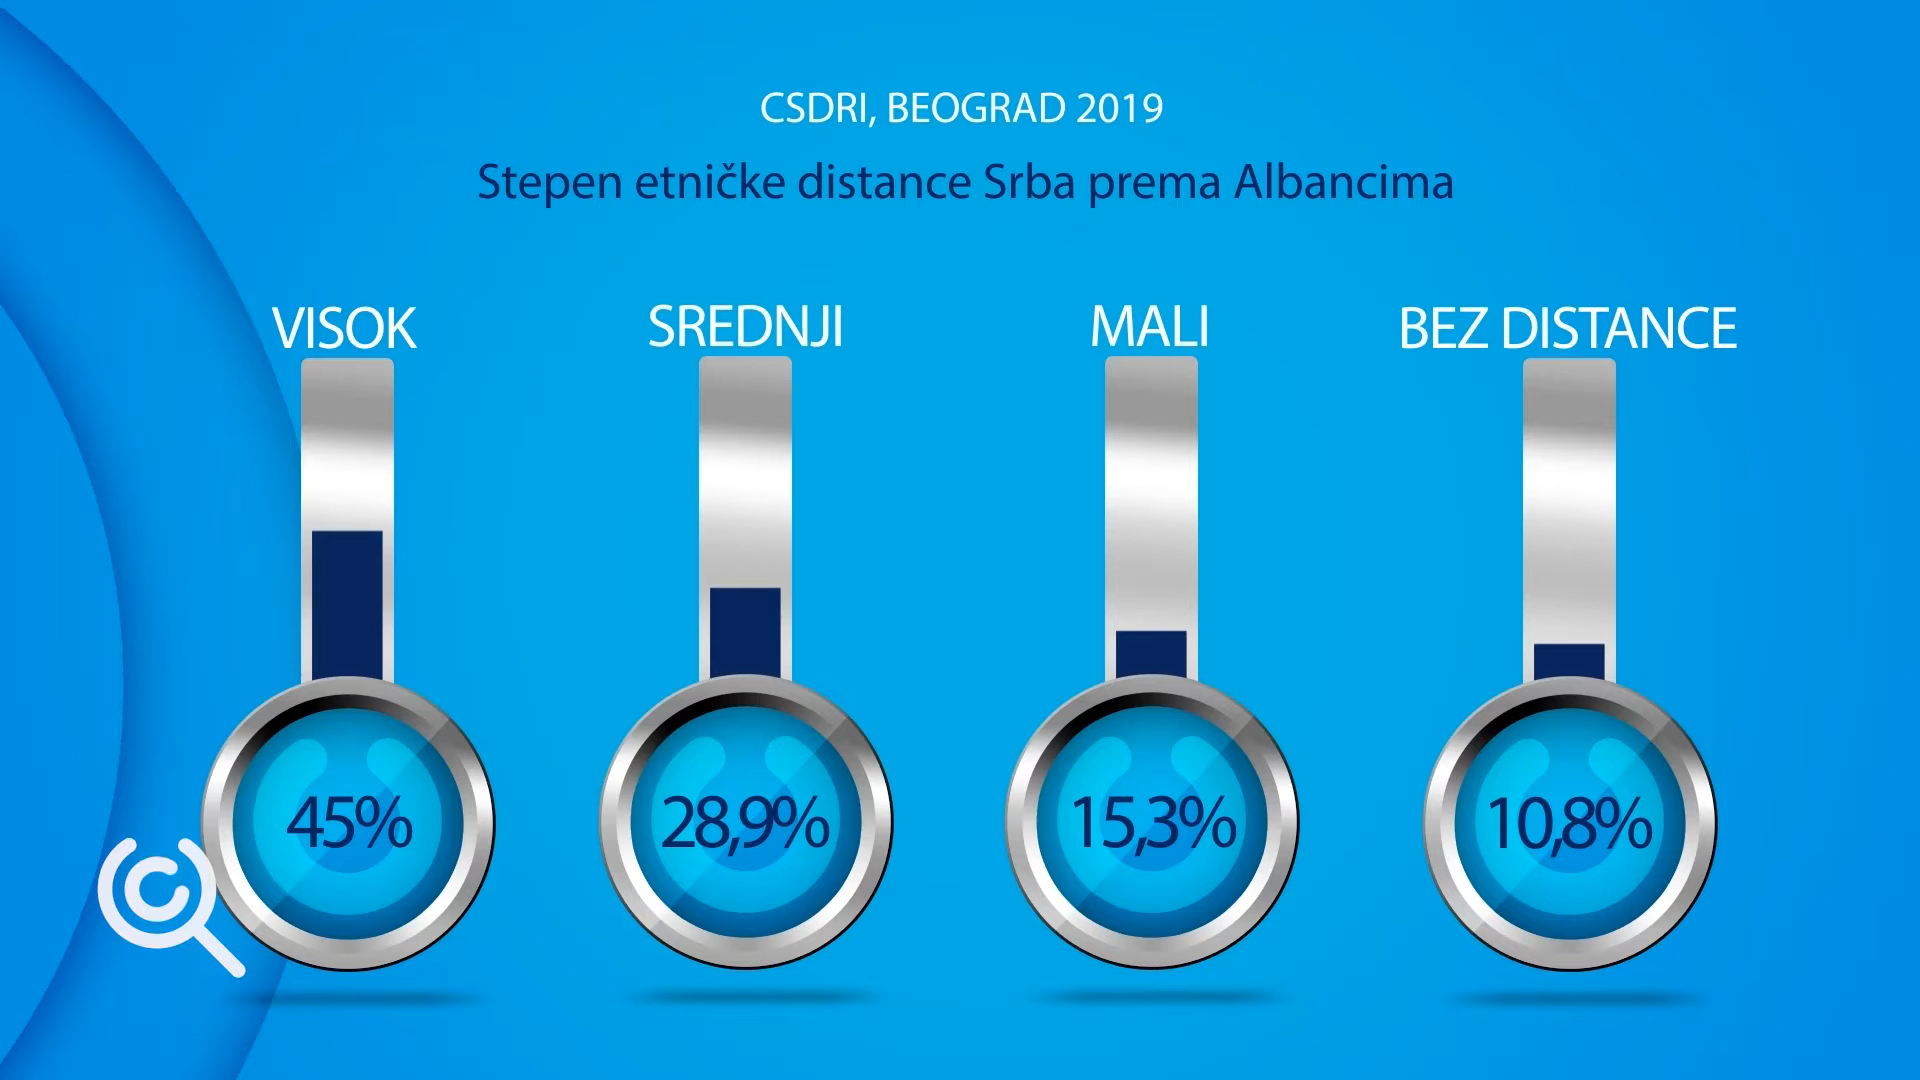 CSDRI, BEOGRAD 2019
Stepen etničke distance Srba prema Albancima
VISOK
SREDNJI
MALI
BEZ DISTANCE
45%
28,9%
15,3%
10,8%